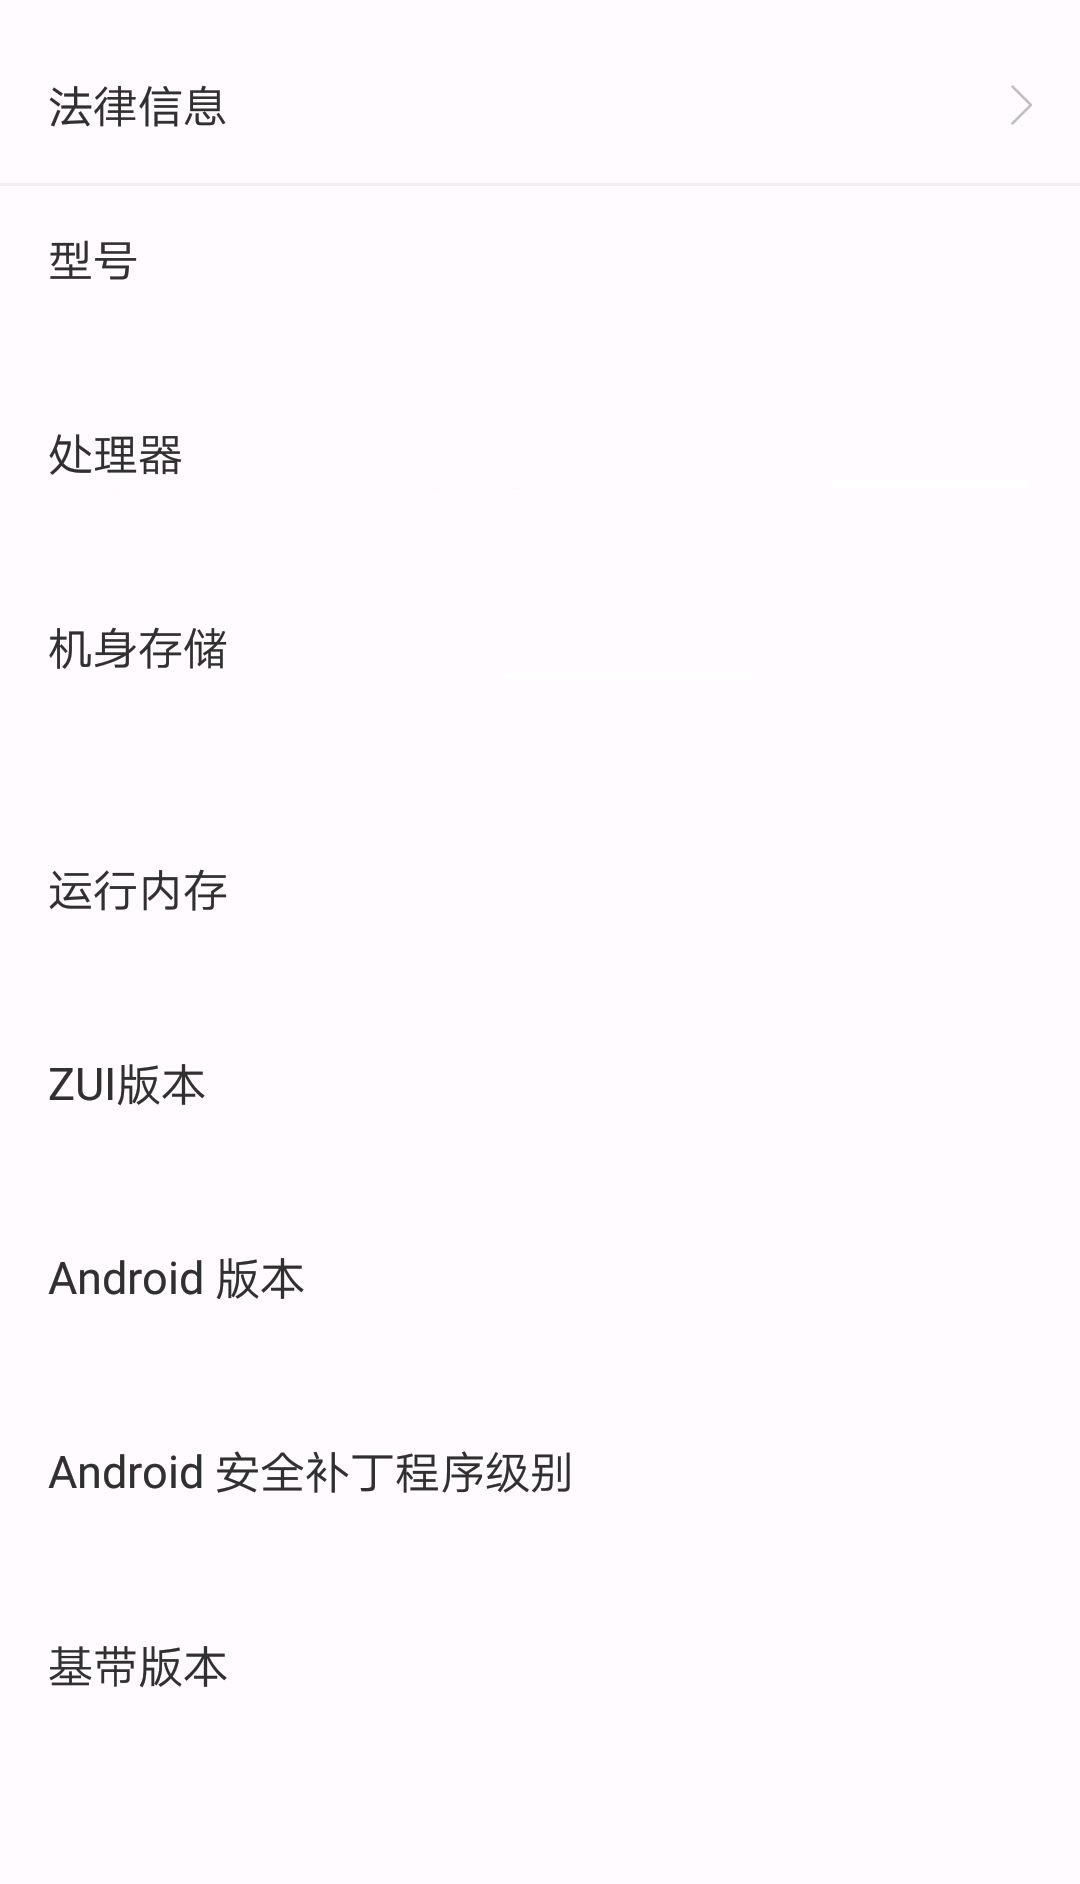 法律信息
型号
处理器
机身存储
运行内存
ZUI版本
Android 版本
Android 安全补丁程序级别
基带版本